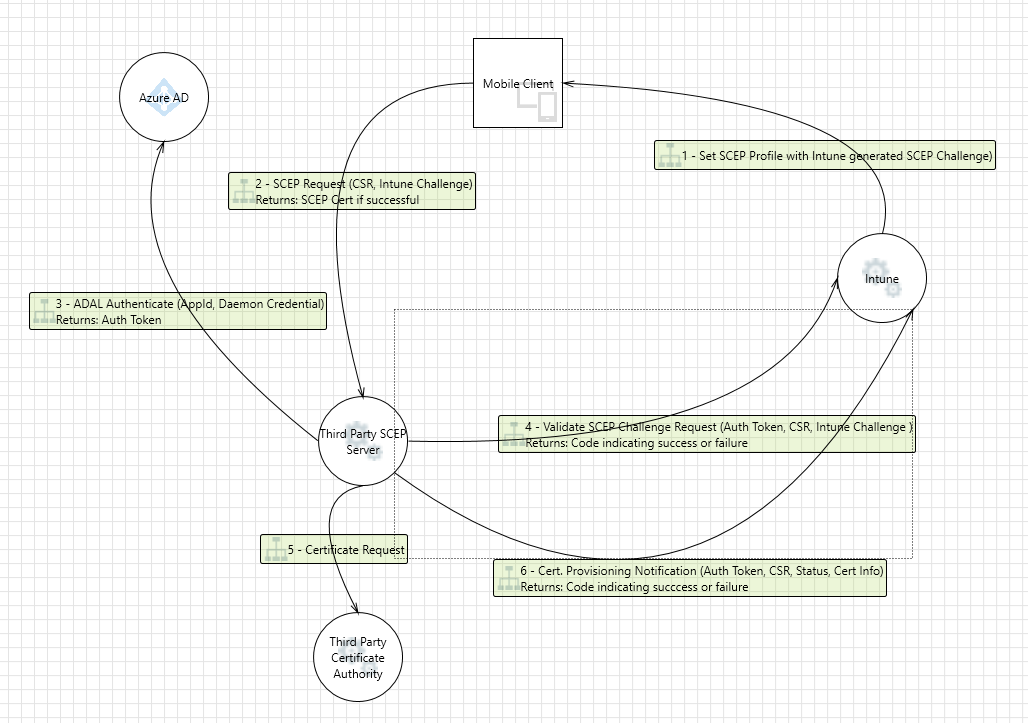 Mobile Client
Azure AD
1 - Set SCEP Profile with Intune generated SCEP Challenge)
2 - SCEP Request (CSR, Intune Challenge)
Returns: SCEP Cert if successful
Intune
3 - ADAL Authenticate (AppId, Daemon Credential)
Returns: Auth Token
Third Party SCEP
Server
4 - Validate SCEP Challenge Request (Auth Token, CSR, Intune Challenge )
Returns: Code indicating success or failure
5 - Certificate Request
6 - Cert. Provisioning Notification (Auth Token, CSR, Status, Cert Info)
Returns: Code indicating succcess or failure
Third Party
Certificate
Authority